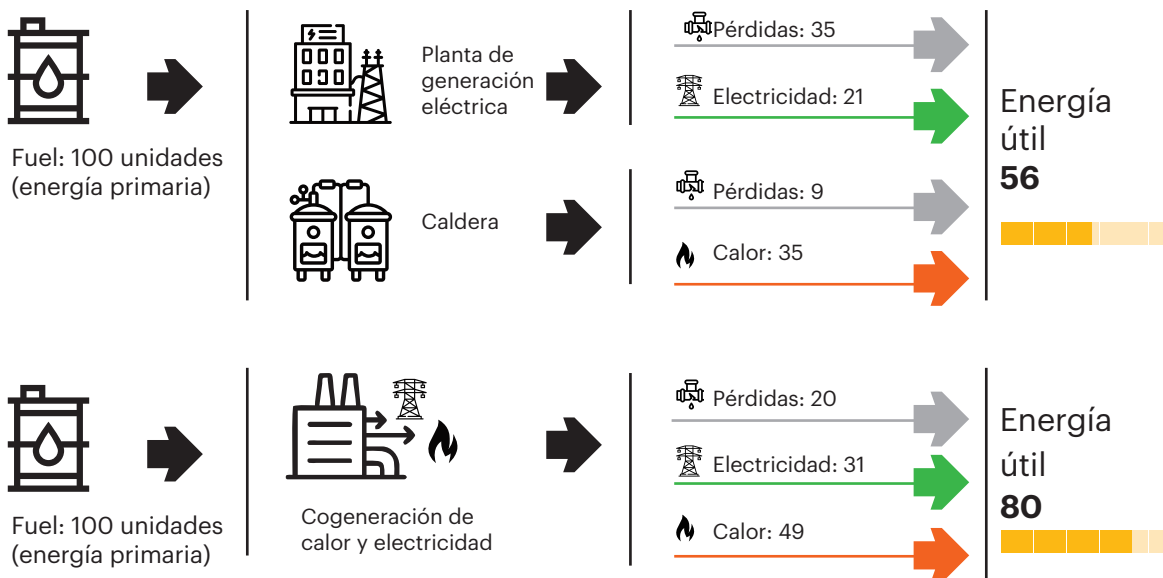 Fuel: 100 unidades
(energía primaria)
Planta de
generación
eléctrica
Pérdidas: 35
Electricidad: 21
Caldera
Pérdidas: 9
Calor: 35
Energía
útil
56
Fuel: 100 unidades
(energía primaria)
Cogeneración de
calor y electricidad
Pérdidas: 20
Electricidad: 31
Calor: 49
Energía
útil
80